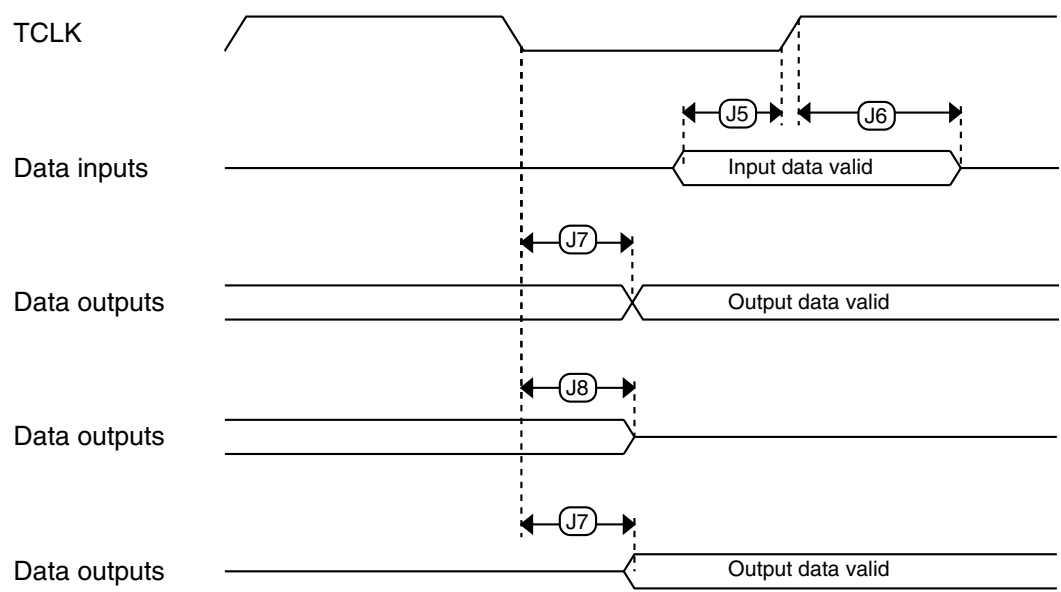 TCLK
J5
J6
Data inputs
Input data valid
J7
Data outputs
Output data valid
J8
Data outputs
J7
Data outputs
Output data valid